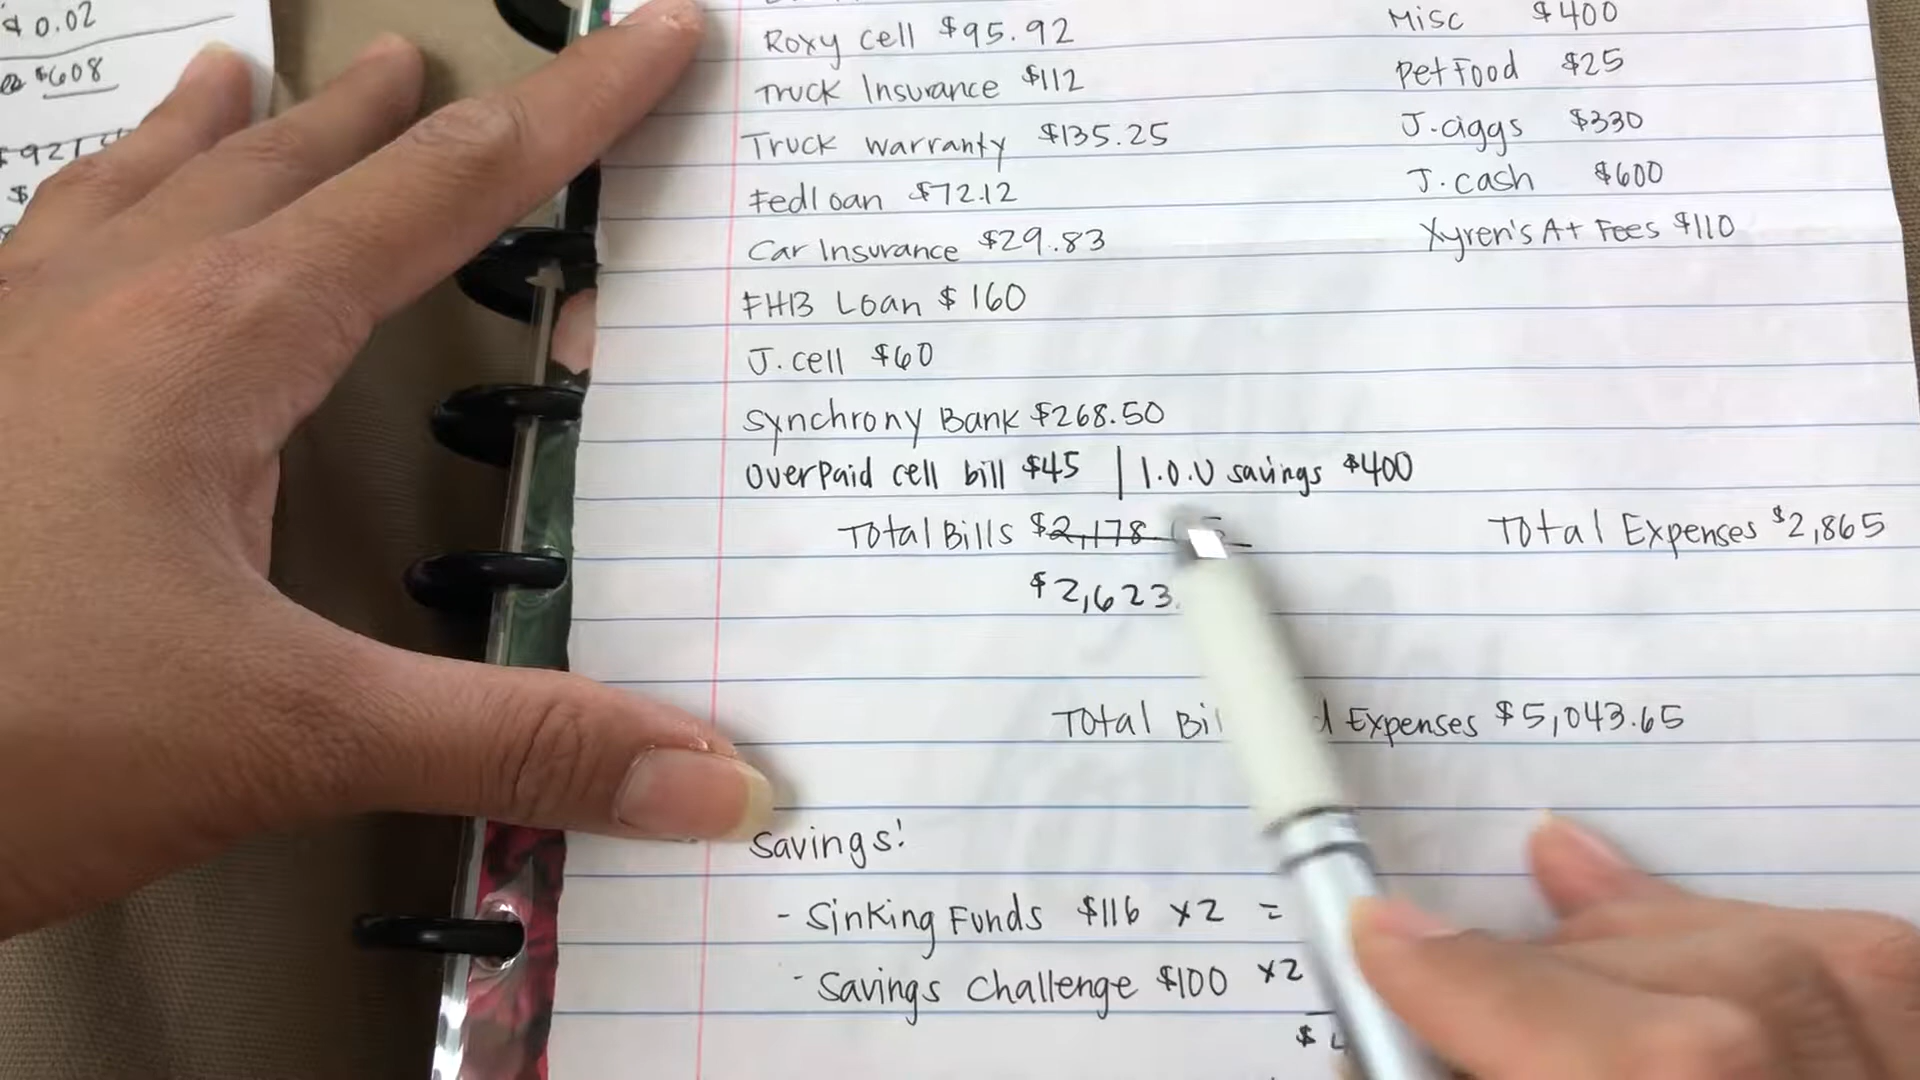 $0.02
$608
Roxy cell $95.92
Truck Insurance $112
Truck warranty $135.25
Fedloan $72.12
Car Insurance $29.83
FHB Loan $160
J. cell $60
Synchrony Bank $268.50
Overpaid cell bill $45 | I.O.U savings $400
Total Bills $2,178
$2,623.
Misc $400
Pet Food $25
J. ciggs $330
J. cash $600
Xyren's A+ Fees $110
Total Expenses $2,865
Total Expenses $5,043.65
Savings!
- Sinking Funds $116 x2 =
- Savings Challenge $100 x2